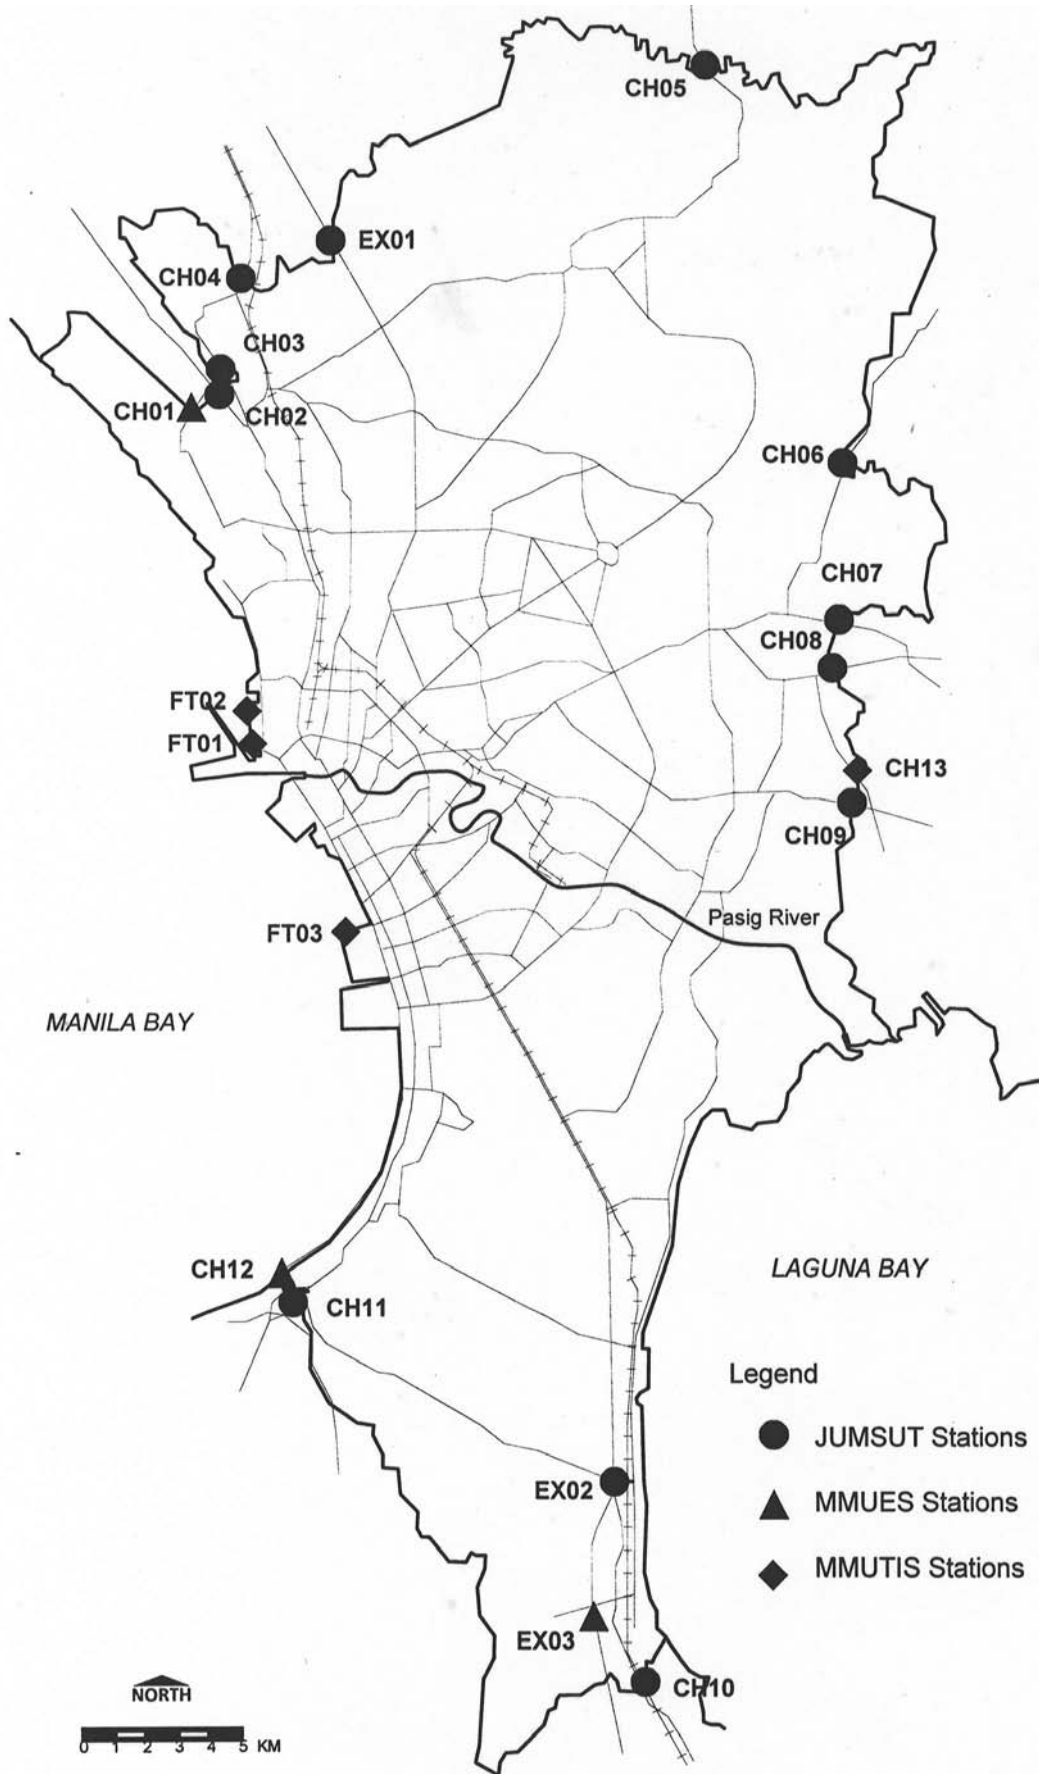 CH05
EX01
CH04
CH03
CH01
CH02
CH06
CH07
CH08
FT02
FT01
CH13
CH09
Pasig River
FT03
MANILA BAY
CH12
LAGUNA BAY
CH11
Legend
JUMSUT Stations
EX02
MMUES Stations
MMUTIS Stations
EX03
CH10
NORTH
0 1 2 3 4 5 KM